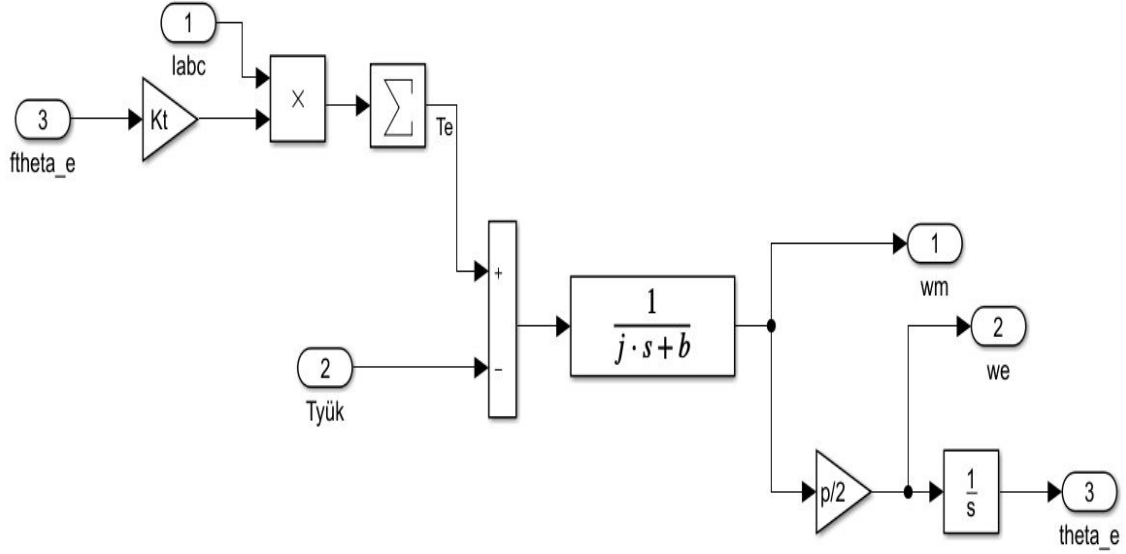 1
Iabc
3
ftheta_e
Kt
×
∑
Te
+
−
2
Tyük
1
j·s+b
1
wm
2
we
p/2
1
s
3
theta_e